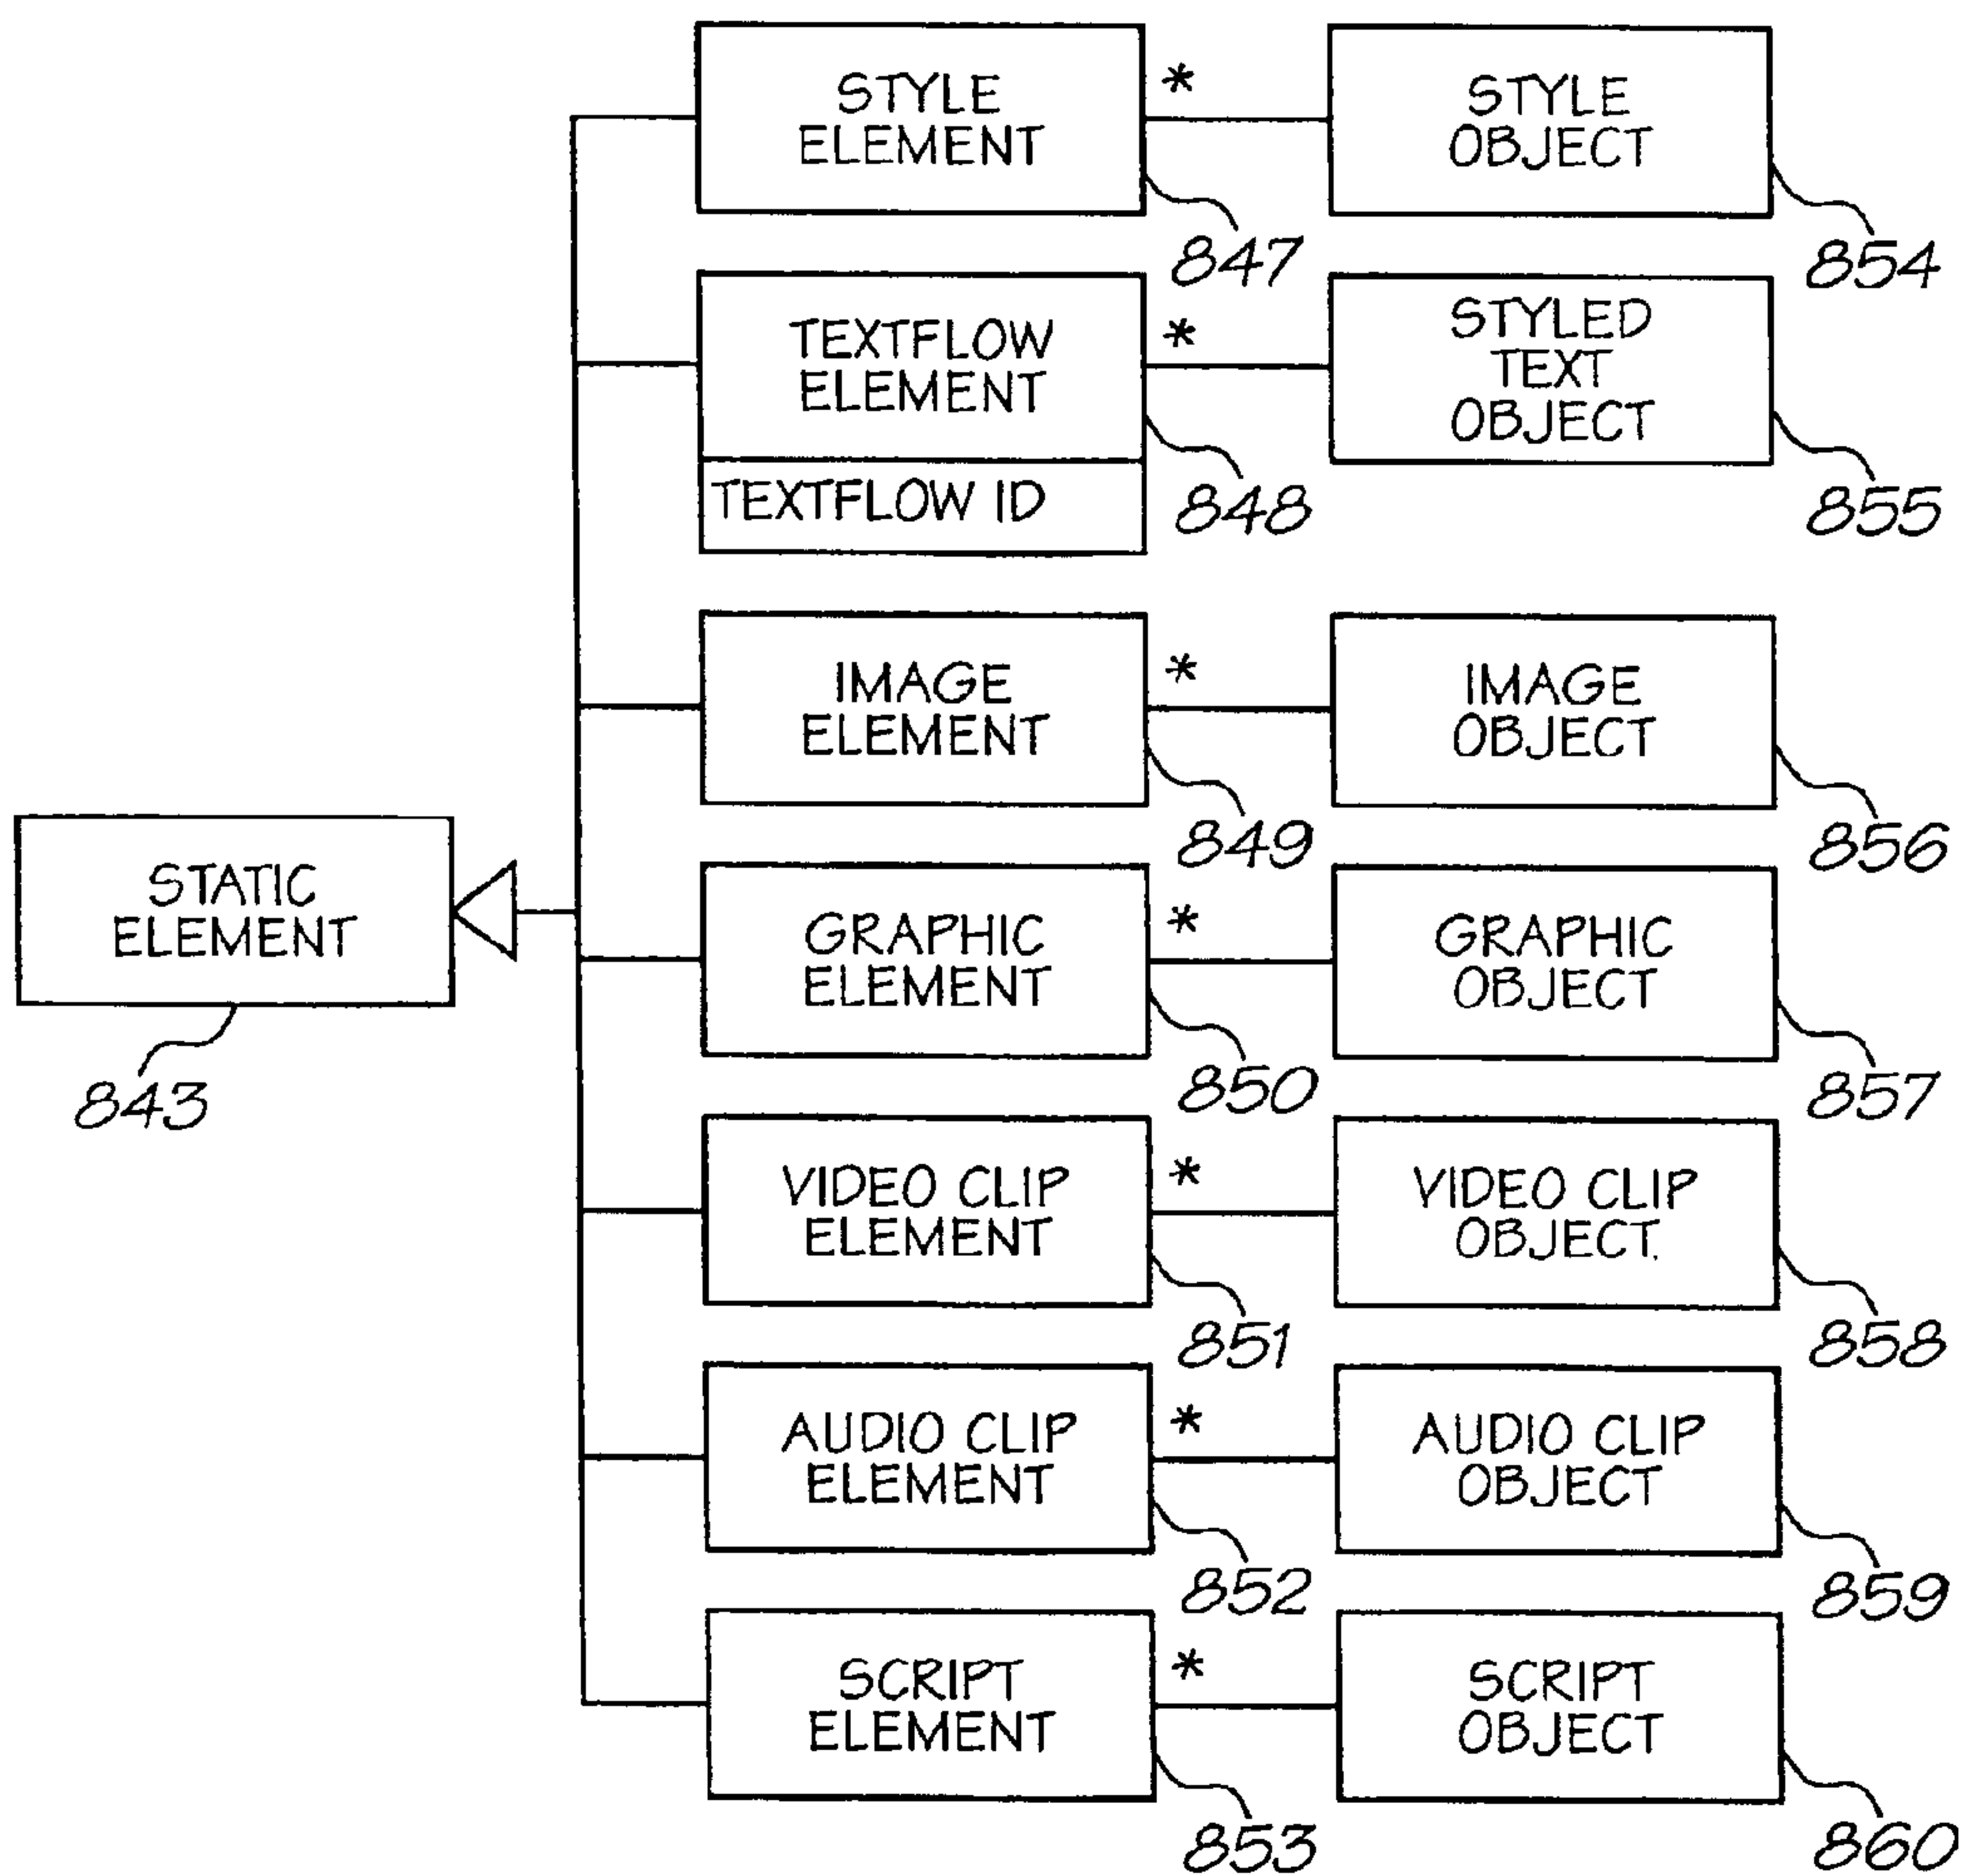 STYLE
ELEMENT
*
STYLE
OBJECT
847
854
TEXTFLOW
ELEMENT
*
STYLED
TEXT
OBJECT
TEXTFLOW ID
848
855
IMAGE
ELEMENT
*
IMAGE
OBJECT
849
856
STATIC
ELEMENT
843
GRAPHIC
ELEMENT
*
GRAPHIC
OBJECT
850
857
VIDEO CLIP
ELEMENT
*
VIDEO CLIP
OBJECT
851
858
AUDIO CLIP
ELEMENT
*
AUDIO CLIP
OBJECT
852
859
SCRIPT
ELEMENT
*
SCRIPT
OBJECT
853
860